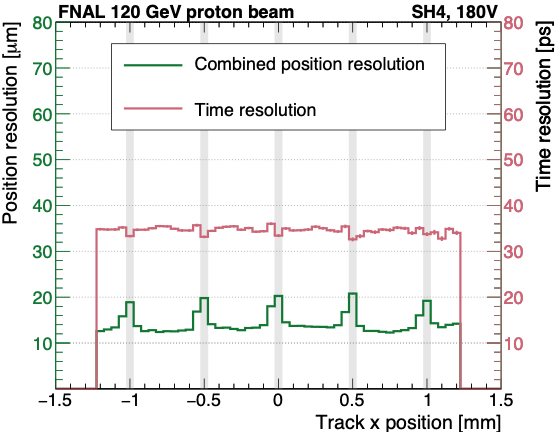 FNAL 120 GeV proton beam SH4, 180V
Position resolution [μm]
Time resolution [ps]
Combined position resolution
Time resolution
80 80
70 70
60 60
50 50
40 40
30 30
20 20
10 10
−1.5 −1 −0.5 0 0.5 1 1.5
Track x position [mm]